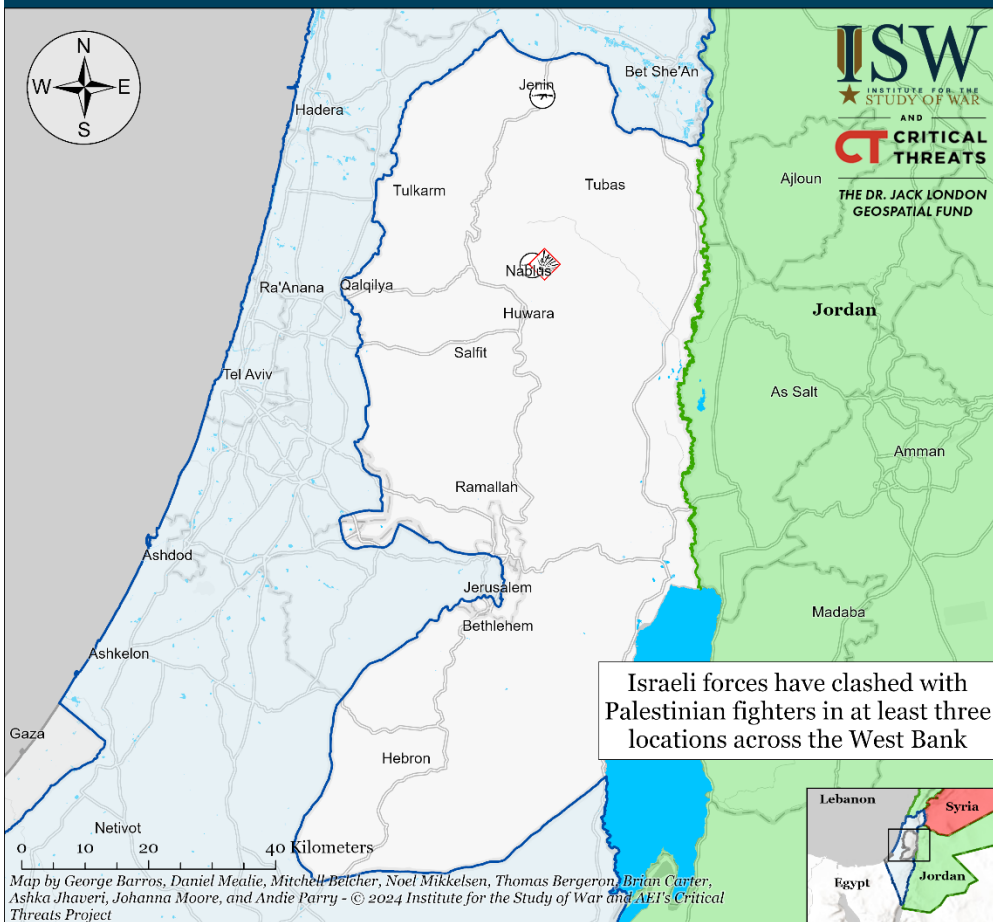 N
W
E
S
ISW
INSTITUTE FOR THE
STUDY OF WAR
AND
CT CRITICAL
THREATS
THE DR. JACK LONDON
GEOSPATIAL FUND
Bet She'An
Jenin
Hadera
Ajloun
Tulkarm
Tubas
Nablus
Ra'Anana
Qalqilya
Huwara
Jordan
Salfit
Tel Aviv
As Salt
Amman
Ramallah
Ashdod
Jerusalem
Madaba
Bethlehem
Ashkelon
Israeli forces have clashed with
Palestinian fighters in at least three
locations across the West Bank
Gaza
Hebron
Lebanon
Syria
Netivot
Egypt
Jordan
0 10 20 40 Kilometers
Map by George Barros, Daniel Mealie, Mitchell Belcher, Noel Mikkelsen, Thomas Bergeron, Brian Carter,
Ashka Jhaveri, Johanna Moore, and Andie Parry - © 2024 Institute for the Study of War and AEI's Critical
Threats Project